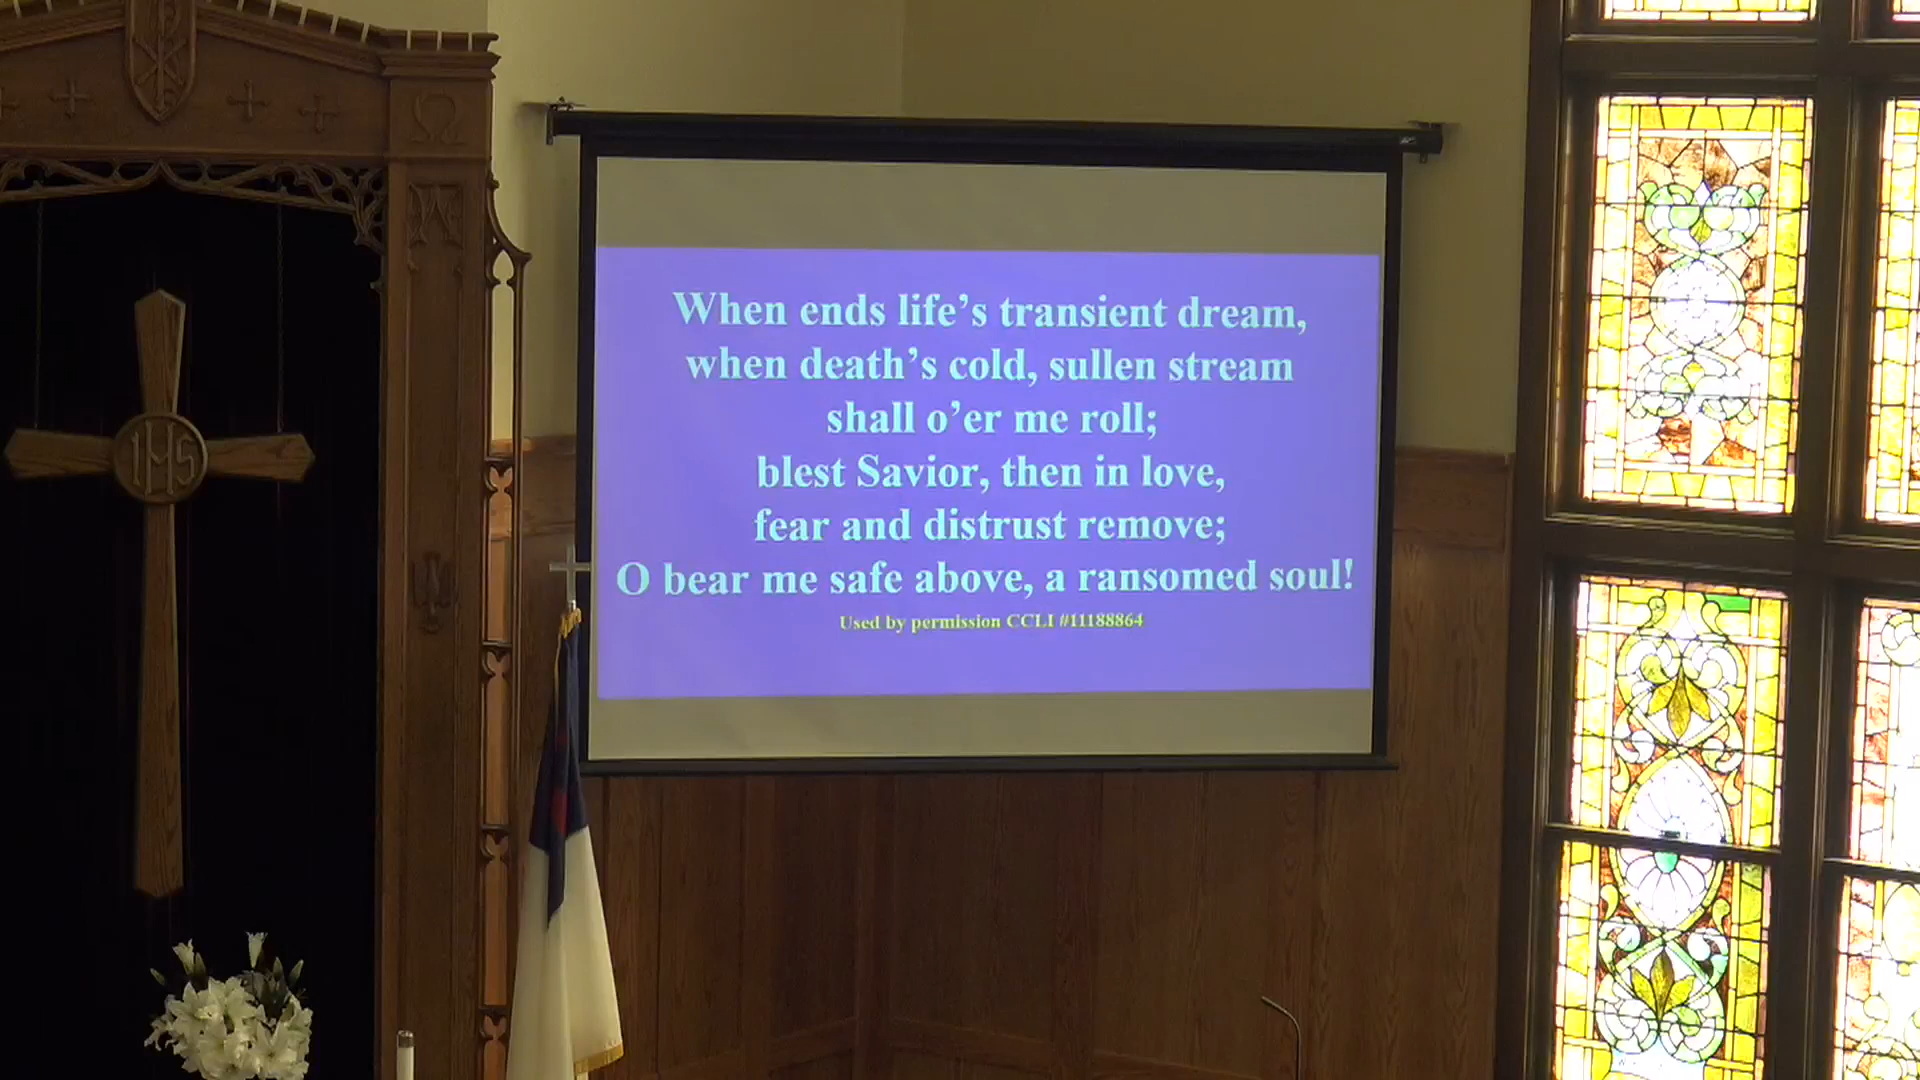 IHS
When ends life’s transient dream,
when death’s cold, sullen stream
shall o’er me roll;
blest Savior, then in love,
fear and distrust remove;
O bear me safe above, a ransomed soul!
Used by permission CCLI #11188864
Ω